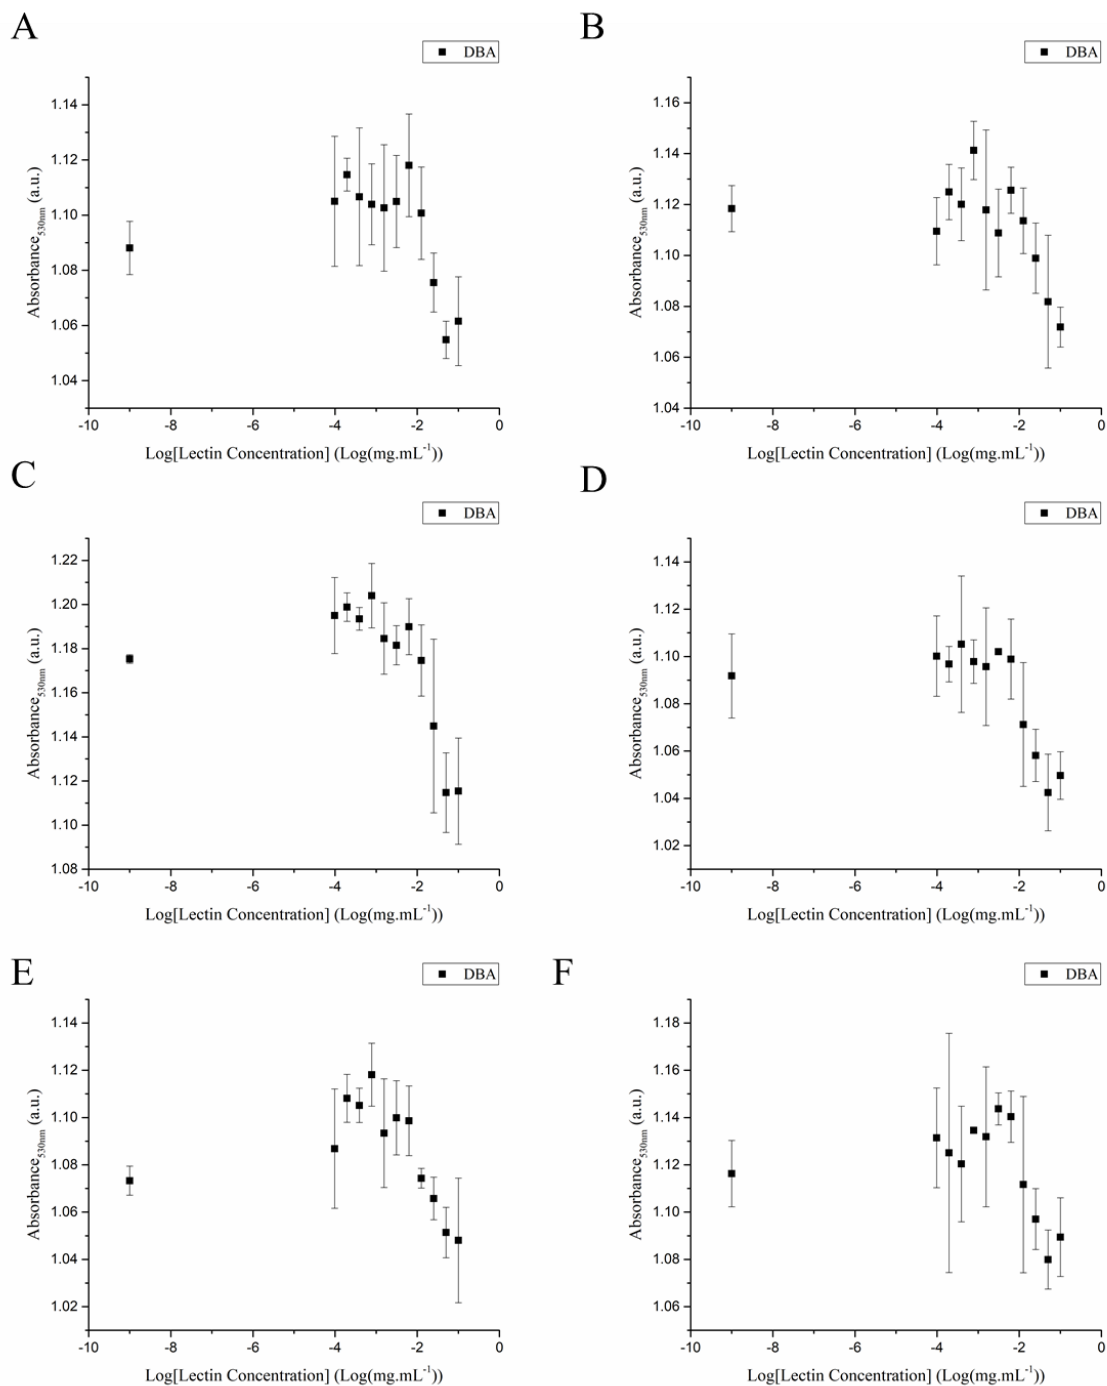 A
B
DBA
DBA
1.14
1.12
1.10
1.08
1.06
1.04
Absorbance530nm (a.u.)
-10 -8 -6 -4 -2 0
Log[Lectin Concentration] (Log(mg.mL-1))
1.16
1.14
1.12
1.10
1.08
1.06
1.04
Absorbance530nm (a.u.)
-10 -8 -6 -4 -2 0
Log[Lectin Concentration] (Log(mg.mL-1))
C
D
DBA
DBA
1.22
1.20
1.18
1.16
1.14
1.12
1.10
1.08
Absorbance530nm (a.u.)
-10 -8 -6 -4 -2 0
Log[Lectin Concentration] (Log(mg.mL-1))
1.14
1.12
1.10
1.08
1.06
1.04
1.02
Absorbance530nm (a.u.)
-10 -8 -6 -4 -2 0
Log[Lectin Concentration] (Log(mg.mL-1))
E
F
DBA
DBA
1.14
1.12
1.10
1.08
1.06
1.04
1.02
Absorbance530nm (a.u.)
-10 -8 -6 -4 -2 0
Log[Lectin Concentration] (Log(mg.mL-1))
1.18
1.16
1.14
1.12
1.10
1.08
1.06
Absorbance530nm (a.u.)
-10 -8 -6 -4 -2 0
Log[Lectin Concentration] (Log(mg.mL-1))